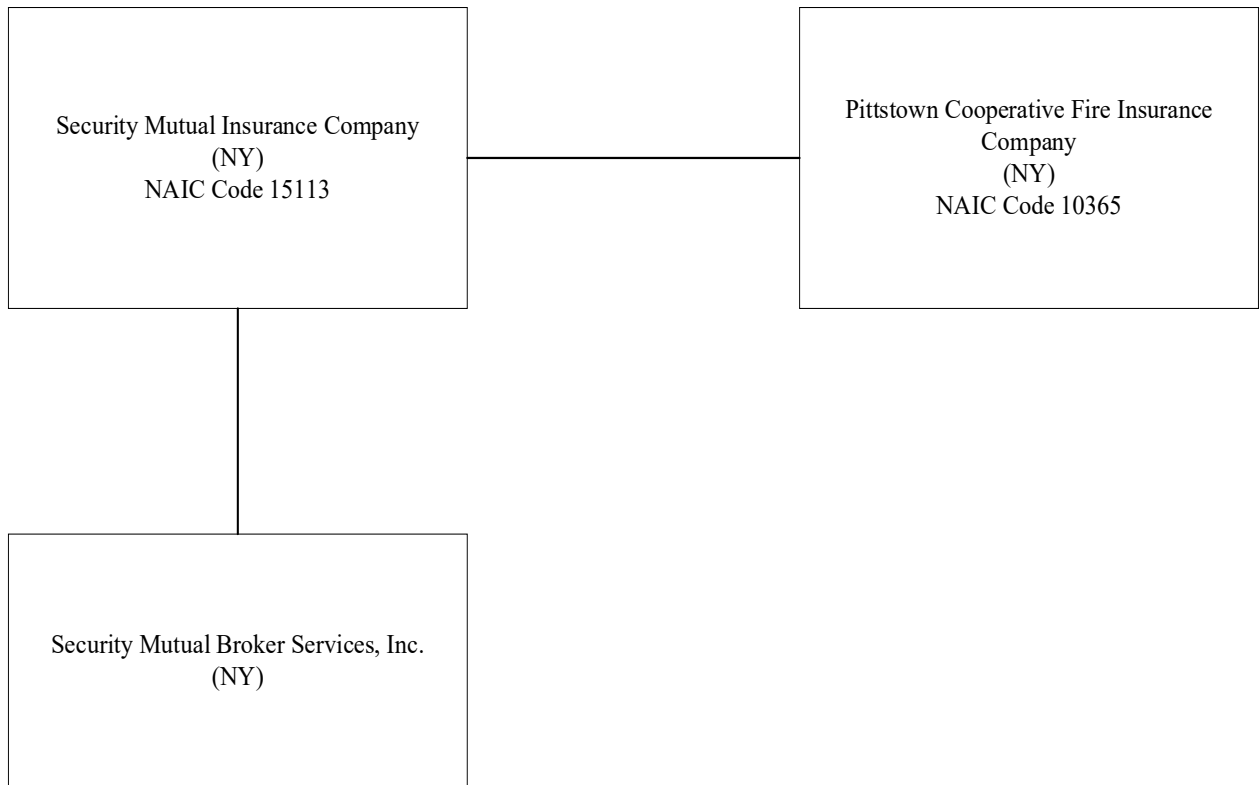 Security Mutual Insurance Company
(NY)
NAIC Code 15113
Pittstown Cooperative Fire Insurance
Company
(NY)
NAIC Code 10365
Security Mutual Broker Services, Inc.
(NY)